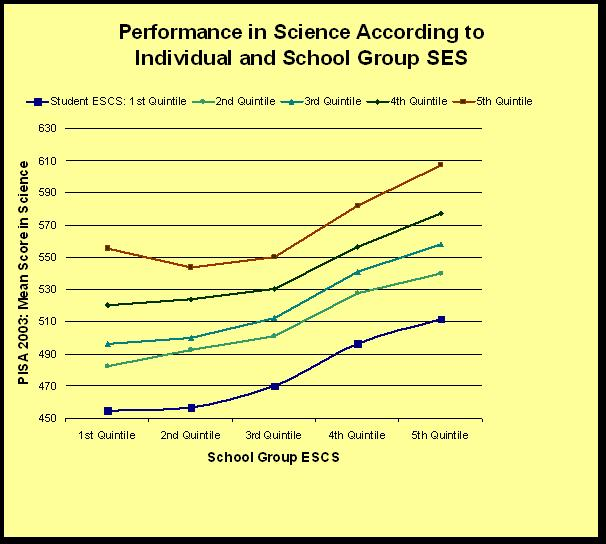 Performance in Science According to
Individual and School Group SES
Student ESCS: 1st Quintile 2nd Quintile 3rd Quintile 4th Quintile 5th Quintile
PISA 2003: Mean Score in Science
630
610
590
570
550
530
510
490
470
450
1st Quintile 2nd Quintile 3rd Quintile 4th Quintile 5th Quintile
School Group ESCS